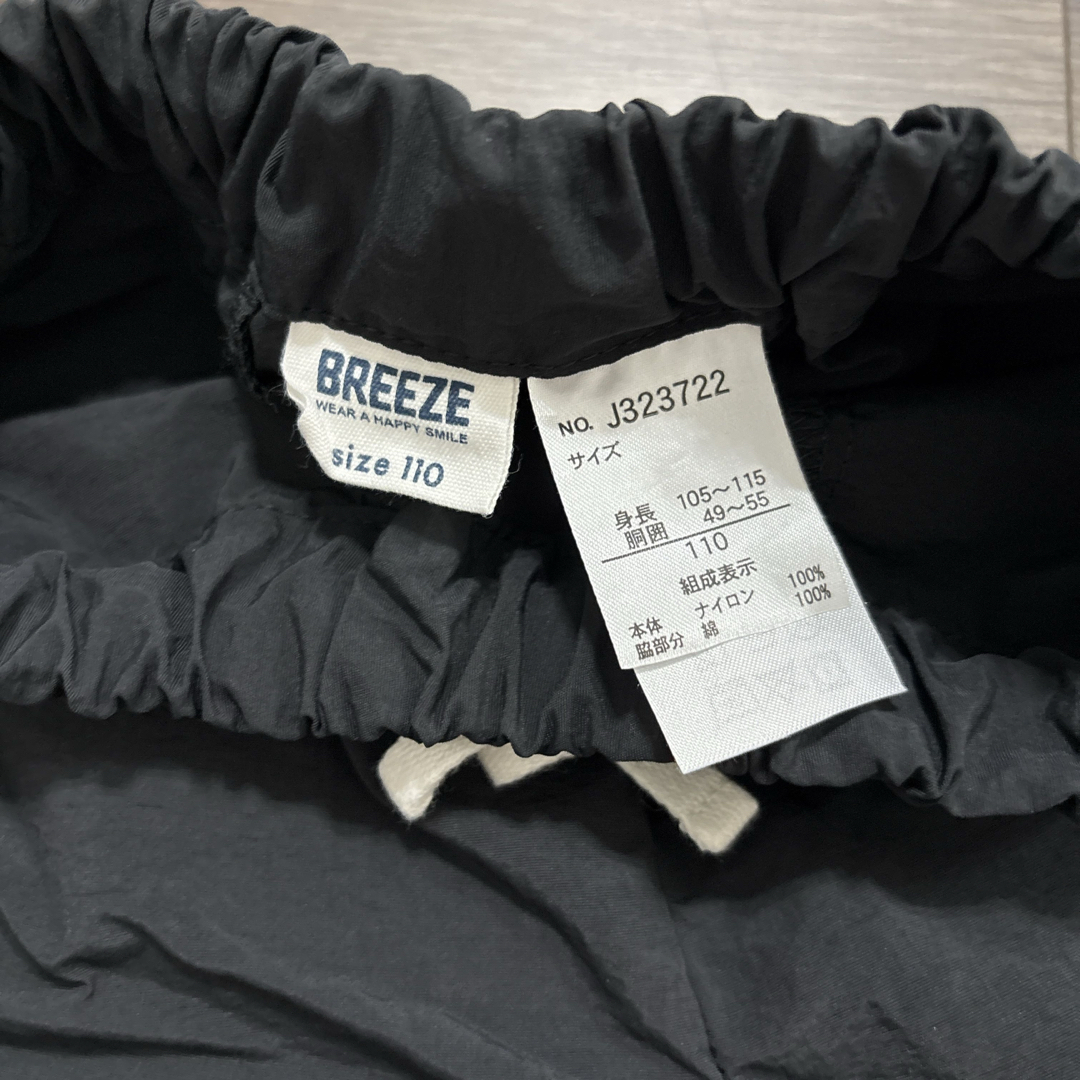 BREEZE
WEAR A HAPPY SMILE
size 110
NO. J323722
サイズ
身長 105～115
胴囲 49～55
110
組成表示
本体 ナイロン 100%
脇部分 綿 100%